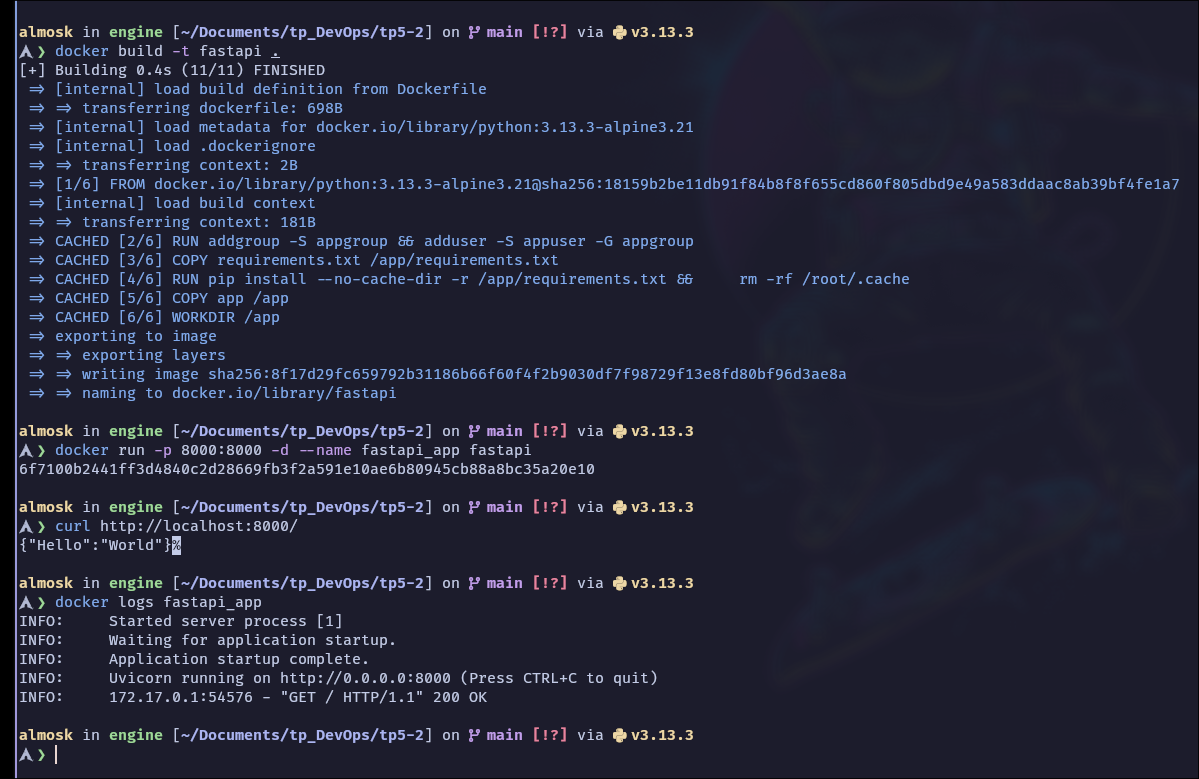 almosk in engine [~/Documents/tp_DevOps/tp5-2] on main [!?] via v3.13.3
❯ docker build -t fastapi .
[+] Building 0.4s (11/11) FINISHED
=> [internal] load build definition from Dockerfile
=> => transferring dockerfile: 698B
=> [internal] load metadata for docker.io/library/python:3.13.3-alpine3.21
=> [internal] load .dockerignore
=> => transferring context: 2B
=> [1/6] FROM docker.io/library/python:3.13.3-alpine3.21@sha256:18159b2be11db91f84b8f8f655cd860f805dbd9e49a583ddaac8ab39bf4fe1a7
=> [internal] load build context
=> => transferring context: 181B
=> CACHED [2/6] RUN addgroup -S appgroup && adduser -S appuser -G appgroup
=> CACHED [3/6] COPY requirements.txt /app/requirements.txt
=> CACHED [4/6] RUN pip install --no-cache-dir -r /app/requirements.txt &&     rm -rf /root/.cache
=> CACHED [5/6] COPY app /app
=> CACHED [6/6] WORKDIR /app
=> exporting to image
=> => exporting layers
=> => writing image sha256:8f17d29fc659792b31186b66f60f4f2b9030df7f98729f13e8fd80bf96d3ae8a
=> => naming to docker.io/library/fastapi
almosk in engine [~/Documents/tp_DevOps/tp5-2] on main [!?] via v3.13.3
❯ docker run -p 8000:8000 -d --name fastapi_app fastapi
6f7100b2441ff3d4840c2d28669fb3f2a591e10ae6b80945cb88a8bc35a20e10
almosk in engine [~/Documents/tp_DevOps/tp5-2] on main [!?] via v3.13.3
❯ curl http://localhost:8000/
{"Hello":"World"}%
almosk in engine [~/Documents/tp_DevOps/tp5-2] on main [!?] via v3.13.3
❯ docker logs fastapi_app
INFO:     Started server process [1]
INFO:     Waiting for application startup.
INFO:     Application startup complete.
INFO:     Uvicorn running on http://0.0.0.0:8000 (Press CTRL+C to quit)
INFO:     172.17.0.1:54576 - "GET / HTTP/1.1" 200 OK
almosk in engine [~/Documents/tp_DevOps/tp5-2] on main [!?] via v3.13.3
❯